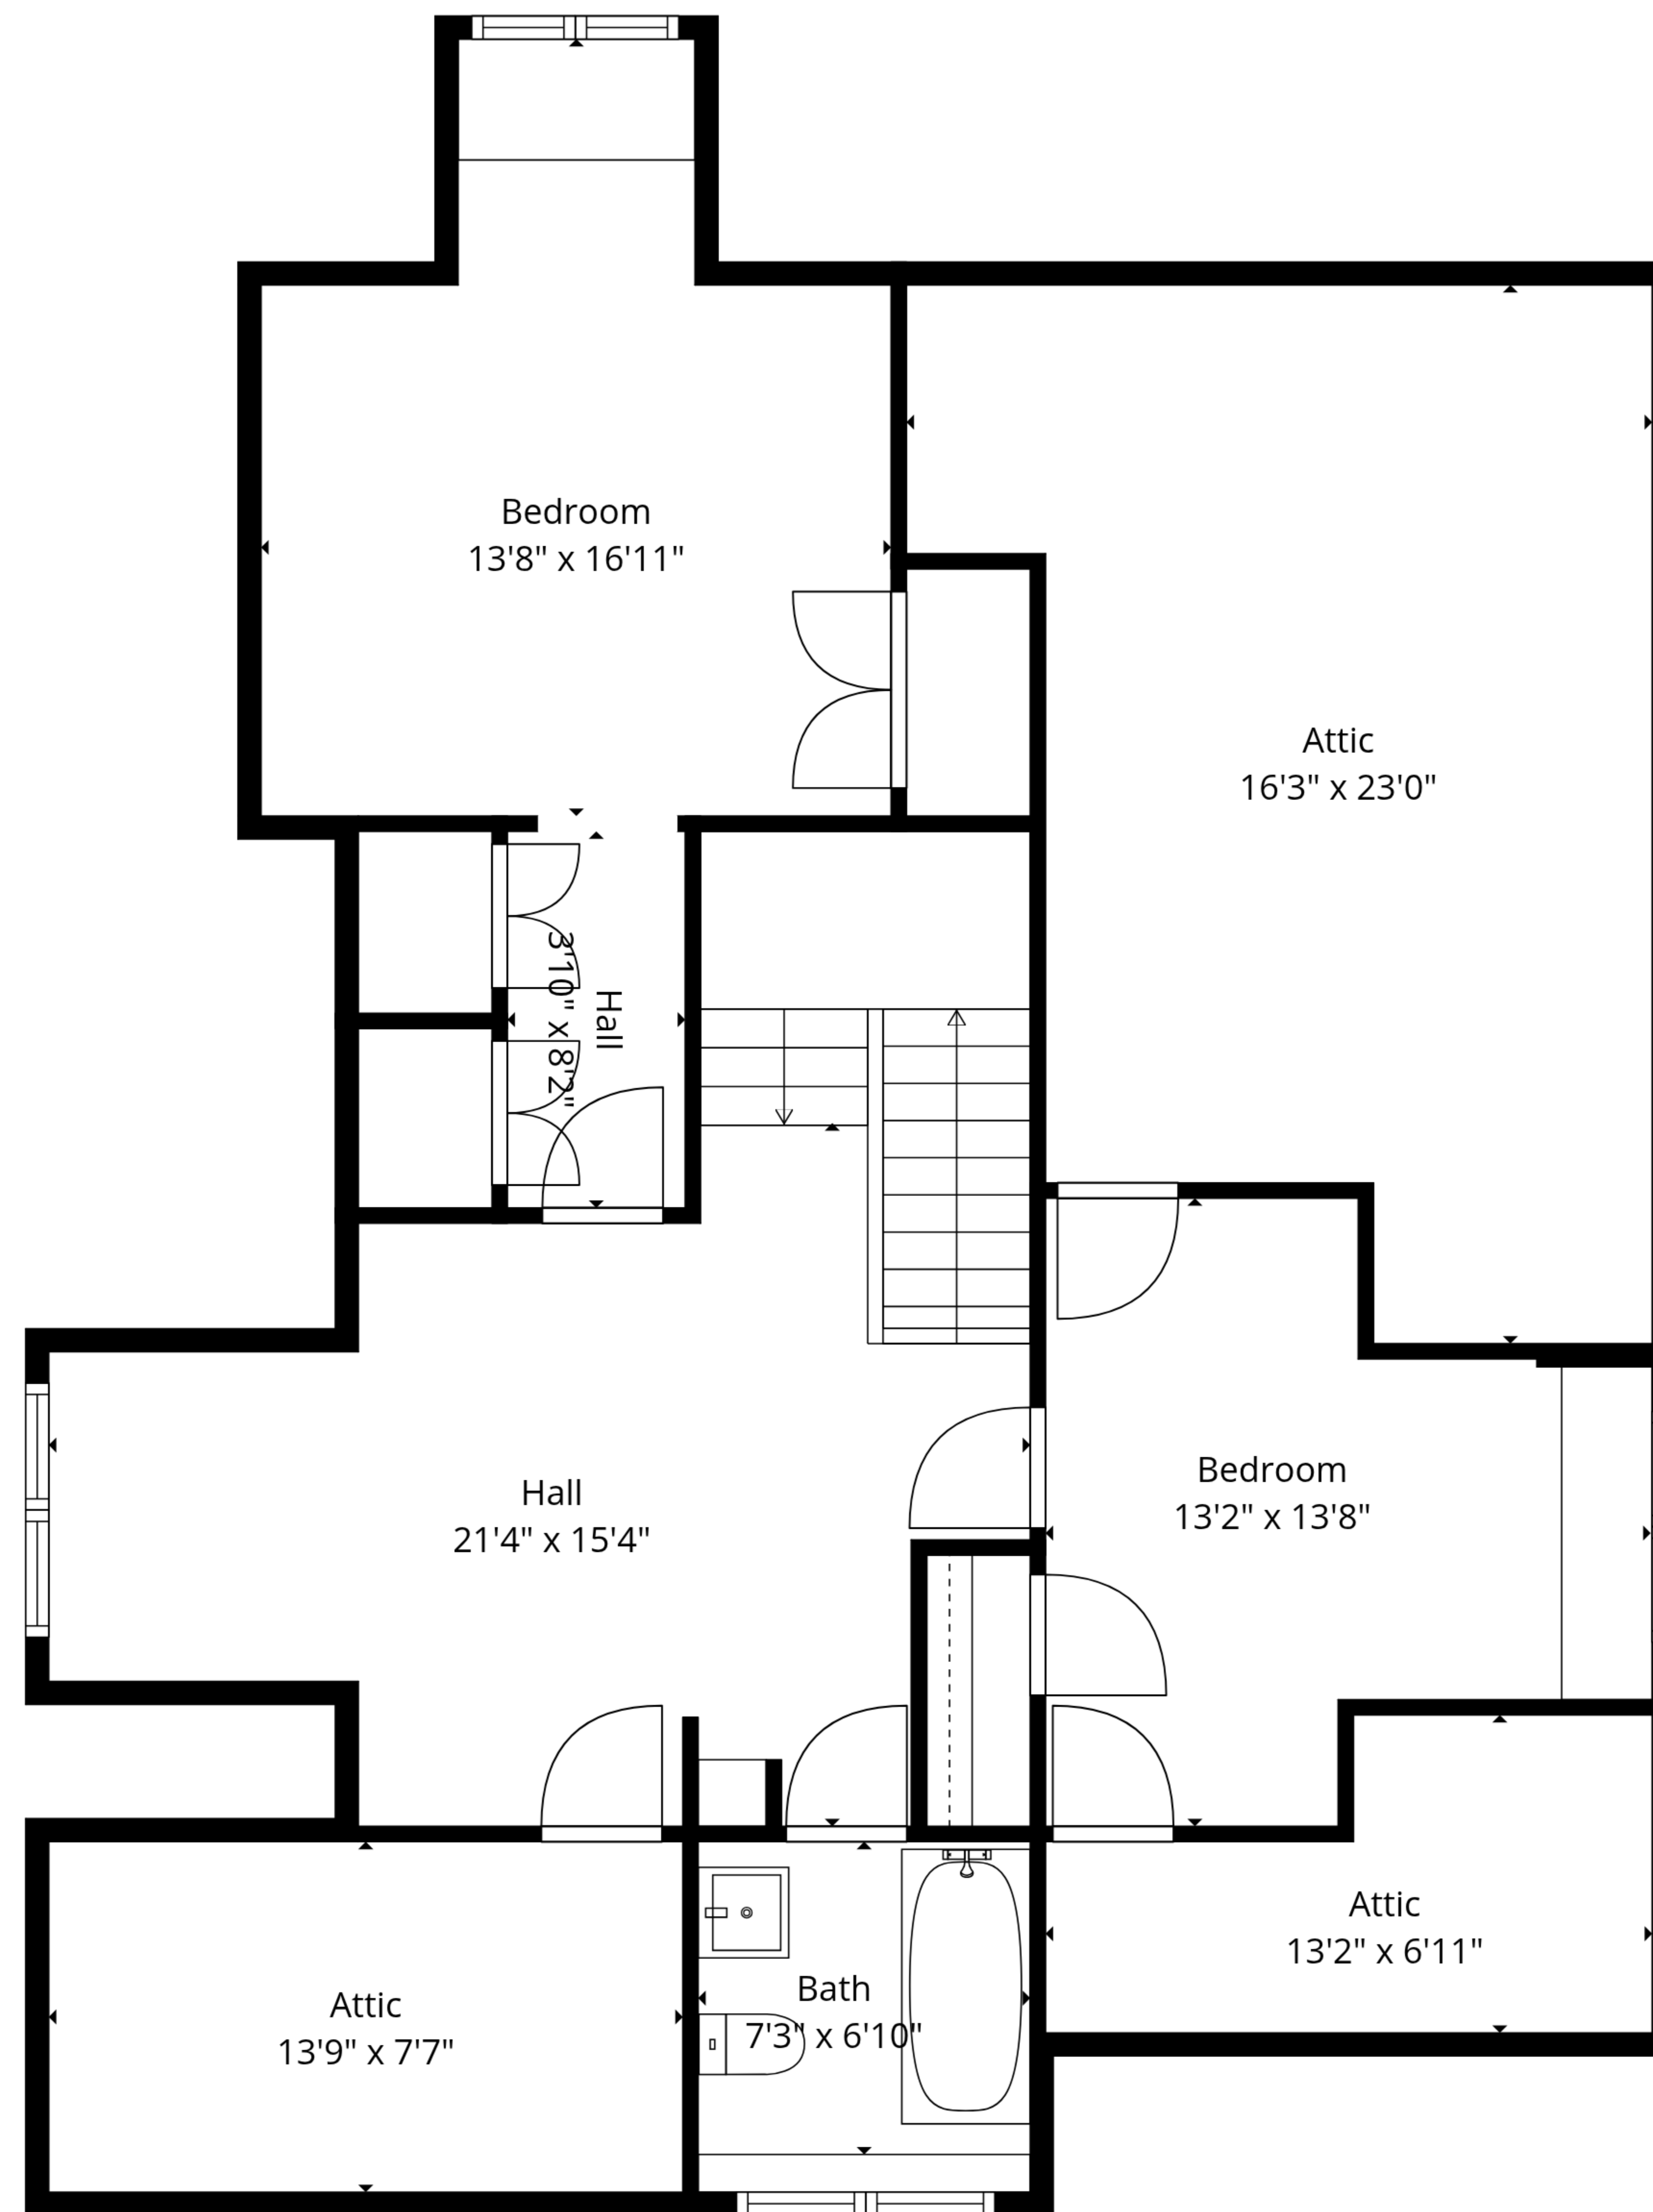 Bedroom
13'8" x 16'11"
Attic
16'3" x 23'0"
Hall
3'10" x 8'2"
Bedroom
13'2" x 13'8"
Hall
21'4" x 15'4"
Attic
13'2" x 6'11"
Bath
7'3" x 6'10"
Attic
13'9" x 7'7"